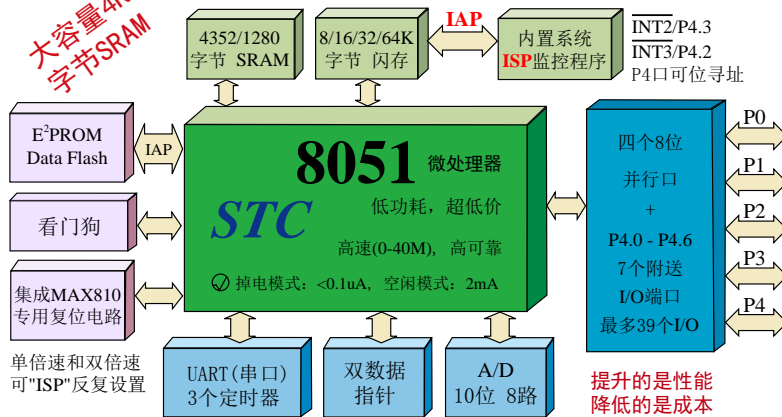 大容量4K
字节SRAM
4352/1280
字节 SRAM
8/16/32/64K
字节 闪存
IAP
内置系统
ISP监控程序
INT2/P4.3
INT3/P4.2
P4口可位寻址
E²PROM
Data Flash
IAP
看门狗
集成MAX810
专用复位电路
单倍速和双倍速
可"ISP"反复设置
8051 微处理器
STC
低功耗，超低价
高速(0-40M)，高可靠
掉电模式：<0.1uA，空闲模式：2mA
四个8位
并行口
+
P4.0 - P4.6
7个附送
I/O端口
最多39个I/O
P0
P1
P2
P3
P4
UART(串口)
3个定时器
双数据
指针
A/D
10位 8路
提升的是性能
降低的是成本